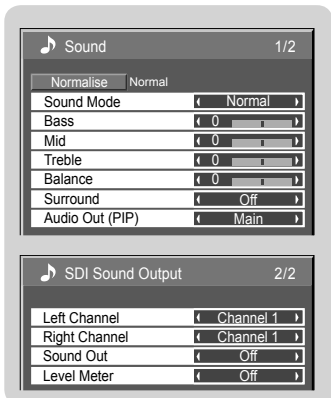 Sound 1/2
Normalise Normal
Sound Mode Normal
Bass 0
Mid 0
Treble 0
Balance 0
Surround Off
Audio Out (PIP) Main
SDI Sound Output 2/2
Left Channel Channel 1
Right Channel Channel 1
Sound Out Off
Level Meter Off